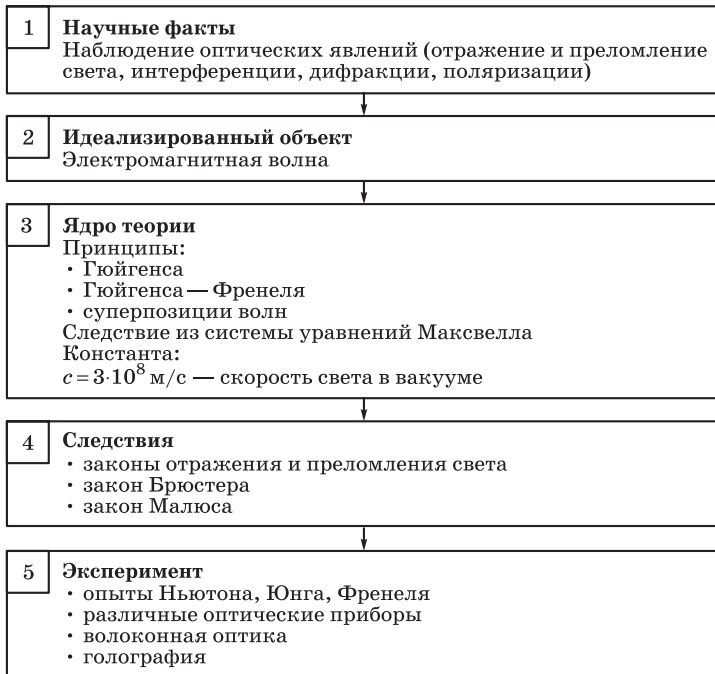 1 Научные факты
Наблюдение оптических явлений (отражение и преломление
света, интерференции, дифракции, поляризации)
2 Идеализированный объект
Электромагнитная волна
3 Ядро теории
Принципы:
· Гюйгенса
· Гюйгенса — Френеля
· суперпозиции волн
Следствие из системы уравнений Максвелла
Константа:
c = 3·10⁸ м/с — скорость света в вакууме
4 Следствия
· законы отражения и преломления света
· закон Брюстера
· закон Малюса
5 Эксперимент
· опыты Ньютона, Юнга, Френеля
· различные оптические приборы
· волоконная оптика
· голография